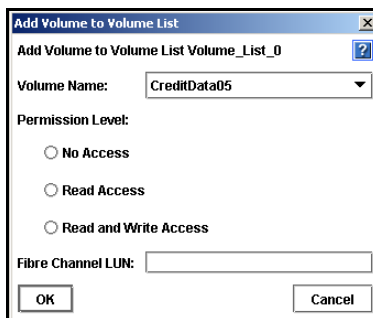 Add Volume to Volume List
Add Volume to Volume List Volume_List_0 ?
Volume Name: CreditData05
Permission Level:
No Access
Read Access
Read and Write Access
Fibre Channel LUN:
OK Cancel